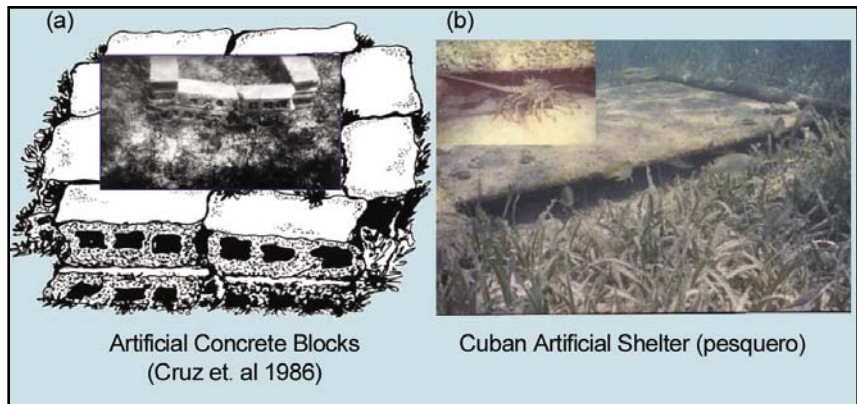 (a)
(b)
Artificial Concrete Blocks
(Cruz et. al 1986)
Cuban Artificial Shelter (pesquero)